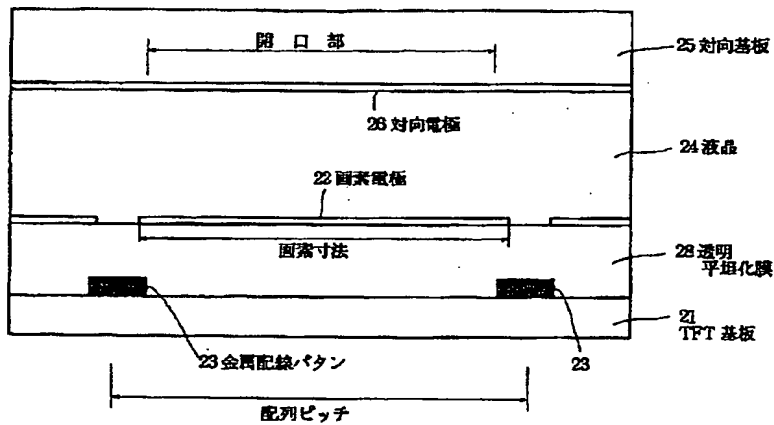 開口部
25 対向基板
26 対向電極
24 液晶
22 画素電極
画素寸法
28 透明
平坦化膜
21
TFT 基板
23 金属配線パタン
23
配列ピッチ